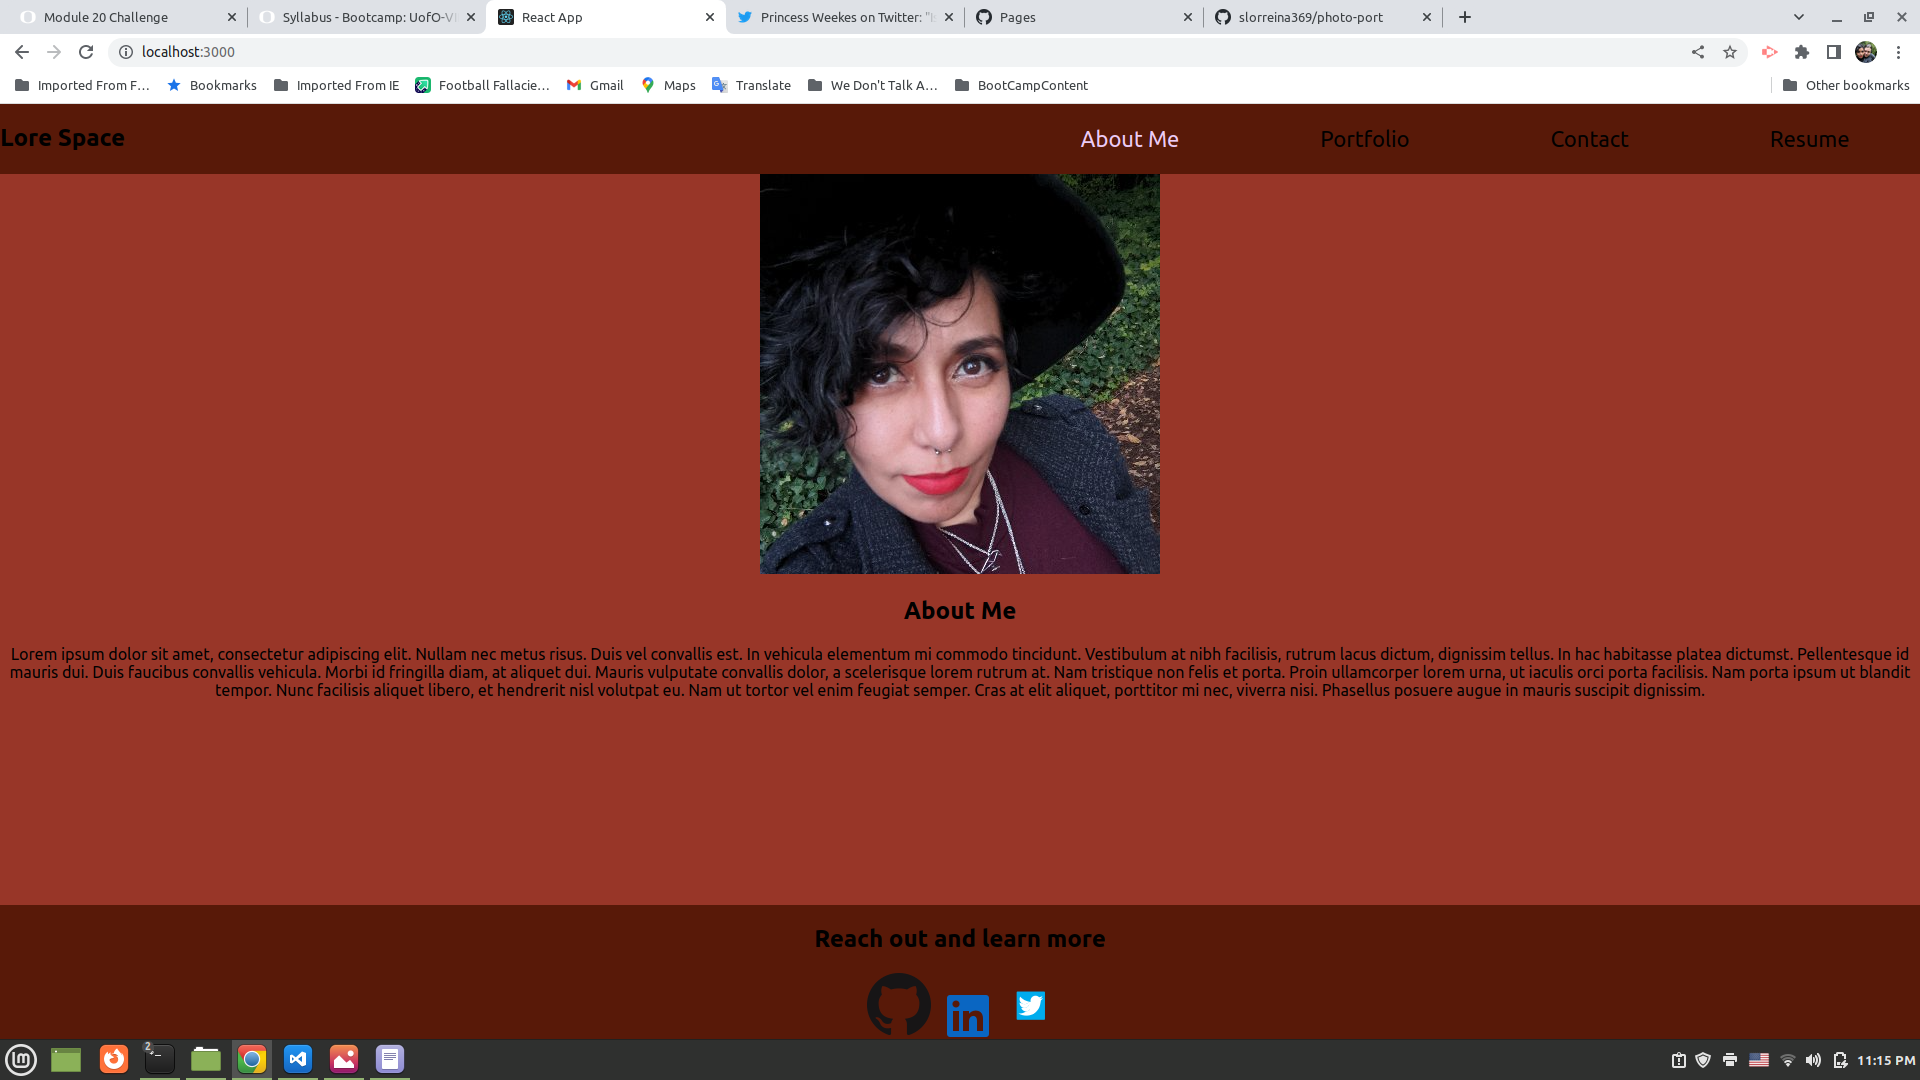 Module 20 Challenge
Syllabus - Bootcamp: UofO-VI
React App
Princess Weekes on Twitter: "
Pages
slorreina369/photo-port
localhost:3000
Imported From F...
Bookmarks
Imported From IE
Football Fallacie...
Gmail
Maps
Translate
We Don't Talk A...
BootCampContent
Other bookmarks
Lore Space
About Me
Portfolio
Contact
Resume
About Me
Lorem ipsum dolor sit amet, consectetur adipiscing elit. Nullam nec metus risus. Duis vel convallis est. In vehicula elementum mi commodo tincidunt. Vestibulum at nibh facilisis, rutrum lacus dictum, dignissim tellus. In hac habitasse platea dictumst. Pellentesque id
mauris dui. Duis faucibus convallis vehicula. Morbi id fringilla diam, at aliquet dui. Mauris vulputate convallis dolor, a scelerisque lorem rutrum at. Nam tristique non felis et porta. Proin ullamcorper lorem urna, ut iaculis orci porta facilisis. Nam porta ipsum ut blandit
tempor. Nunc facilisis aliquet libero, et hendrerit nisl volutpat eu. Nam ut tortor vel enim feugiat semper. Cras at elit aliquet, porttitor mi nec, viverra nisi. Phasellus posuere augue in mauris suscipit dignissim.
Reach out and learn more
in
2
11:15 PM